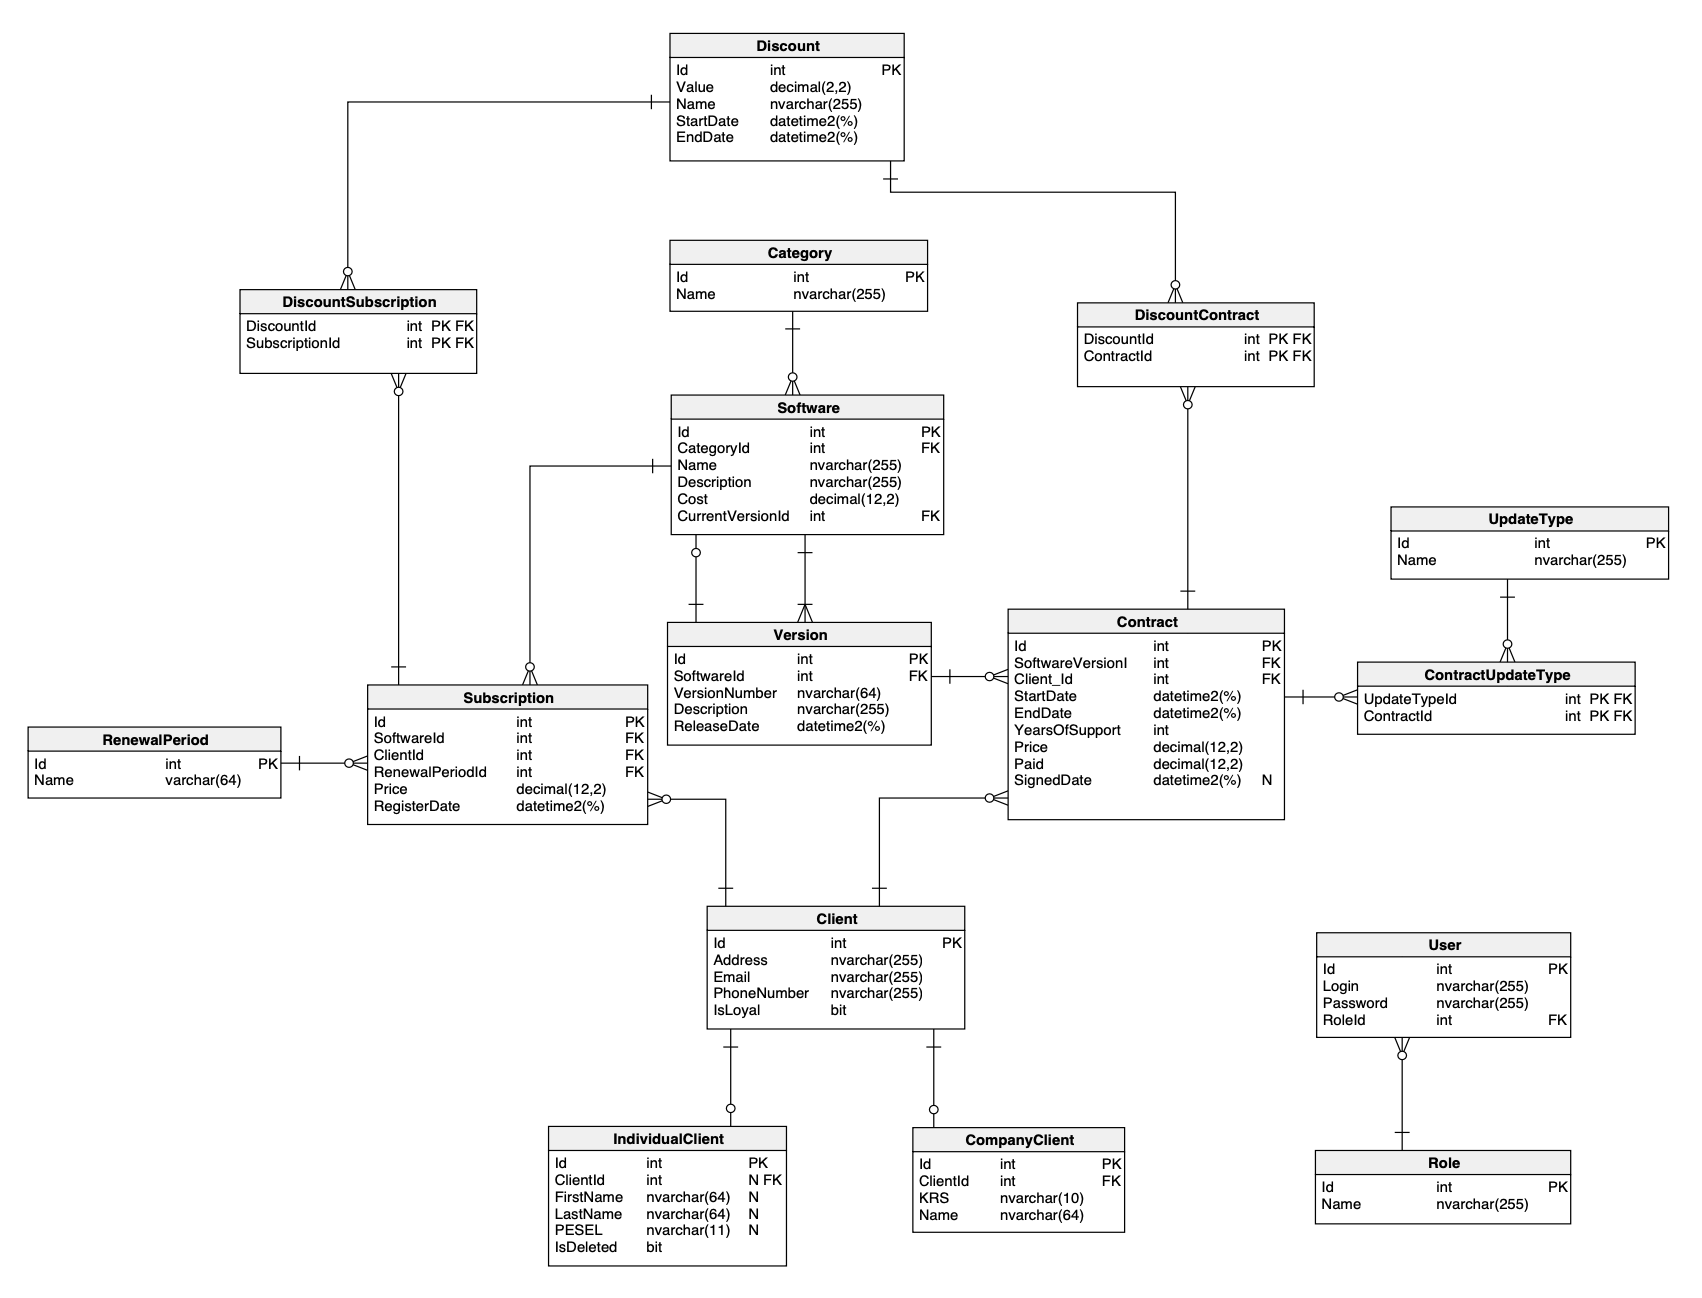 Discount
Id int PK
Value decimal(2,2)
Name nvarchar(255)
StartDate datetime2(%)
EndDate datetime2(%)
Category
Id int PK
Name nvarchar(255)
DiscountSubscription
DiscountId int PK FK
SubscriptionId int PK FK
DiscountContract
DiscountId int PK FK
ContractId int PK FK
Software
Id int PK
CategoryId int FK
Name nvarchar(255)
Description nvarchar(255)
Cost decimal(12,2)
CurrentVersionId int FK
UpdateType
Id int PK
Name nvarchar(255)
Version
Id int PK
SoftwareId int FK
VersionNumber nvarchar(64)
Description nvarchar(255)
ReleaseDate datetime2(%)
Contract
Id int PK
SoftwareVersionI int FK
Client_Id int FK
StartDate datetime2(%)
EndDate datetime2(%)
YearsOfSupport int
Price decimal(12,2)
Paid decimal(12,2)
SignedDate datetime2(%) N
ContractUpdateType
UpdateTypeId int PK FK
ContractId int PK FK
Subscription
Id int PK
SoftwareId int FK
ClientId int FK
RenewalPeriodId int FK
Price decimal(12,2)
RegisterDate datetime2(%)
RenewalPeriod
Id int PK
Name varchar(64)
Client
Id int PK
Address nvarchar(255)
Email nvarchar(255)
PhoneNumber nvarchar(255)
IsLoyal bit
User
Id int PK
Login nvarchar(255)
Password nvarchar(255)
RoleId int FK
IndividualClient
Id int PK
ClientId int N FK
FirstName nvarchar(64) N
LastName nvarchar(64) N
PESEL nvarchar(11) N
IsDeleted bit
CompanyClient
Id int PK
ClientId int FK
KRS nvarchar(10)
Name nvarchar(64)
Role
Id int PK
Name nvarchar(255)